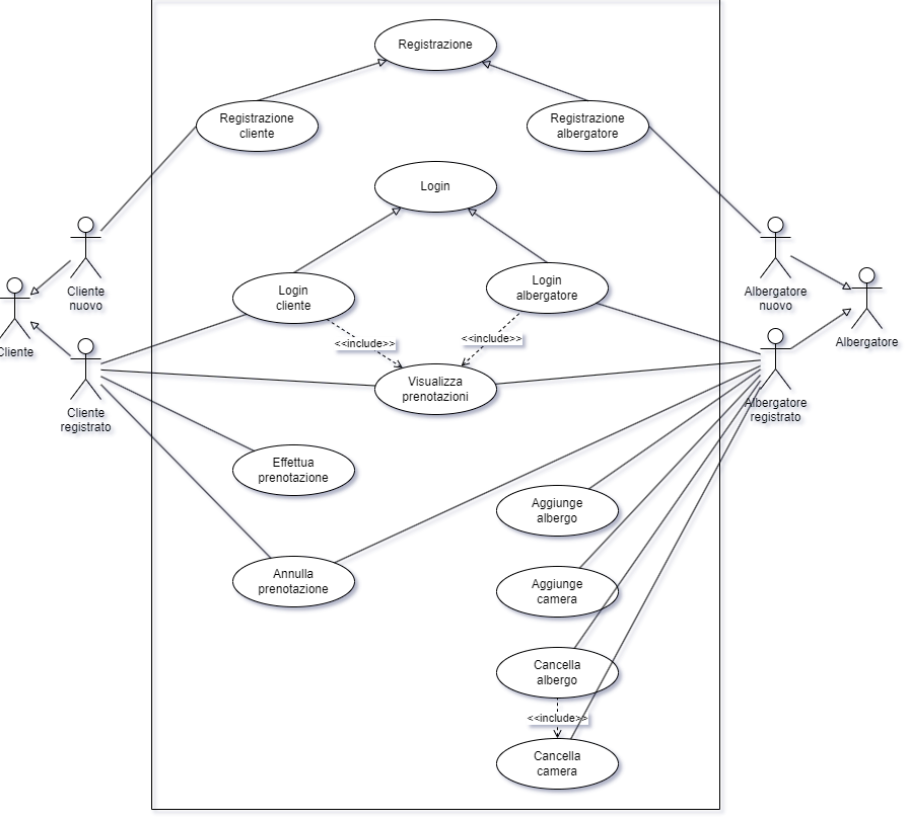 Registrazione
Registrazione
cliente
Registrazione
albergatore
Login
Cliente
nuovo
Albergatore
nuovo
Login
cliente
Login
albergatore
Cliente
<<include>>
<<include>>
Albergatore
Visualizza
prenotazioni
Cliente
registrato
Albergatore
registrato
Effettua
prenotazione
Aggiunge
albergo
Annulla
prenotazione
Aggiunge
camera
Cancella
albergo
<<include>>
Cancella
camera